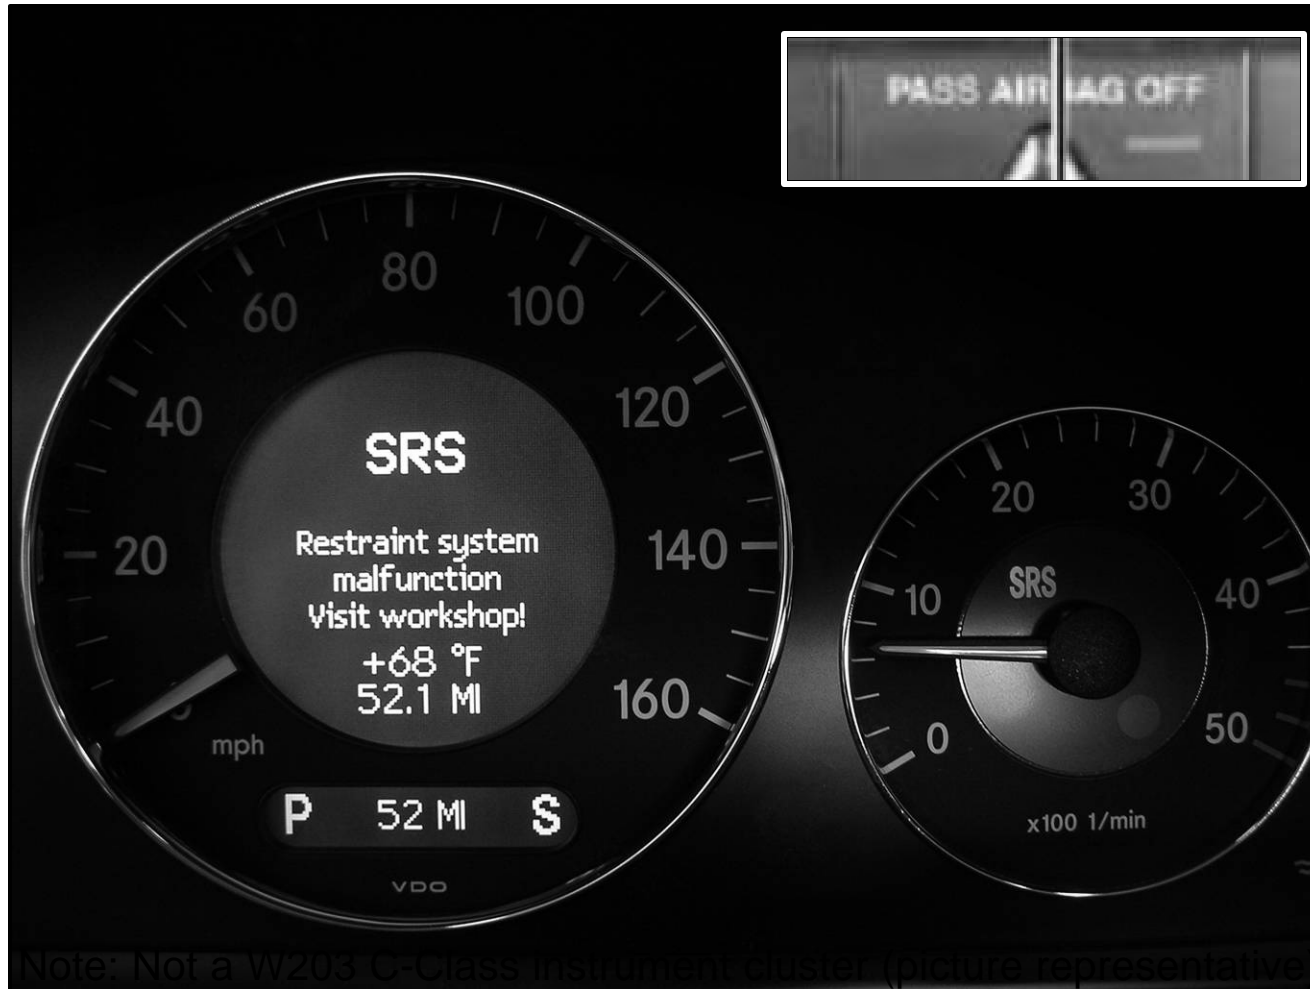 PASS AIRBAG OFF
80
60
100
40
120
SRS
20
30
Restraint system
20
140
malfunction
SRS
10
40
Visit workshop!
+68 °F
52.1 MI
160
0
50
mph
P 52 MI S
x100 1/min
VDO
Note: Not a W203 C-Class instrument cluster (picture representative